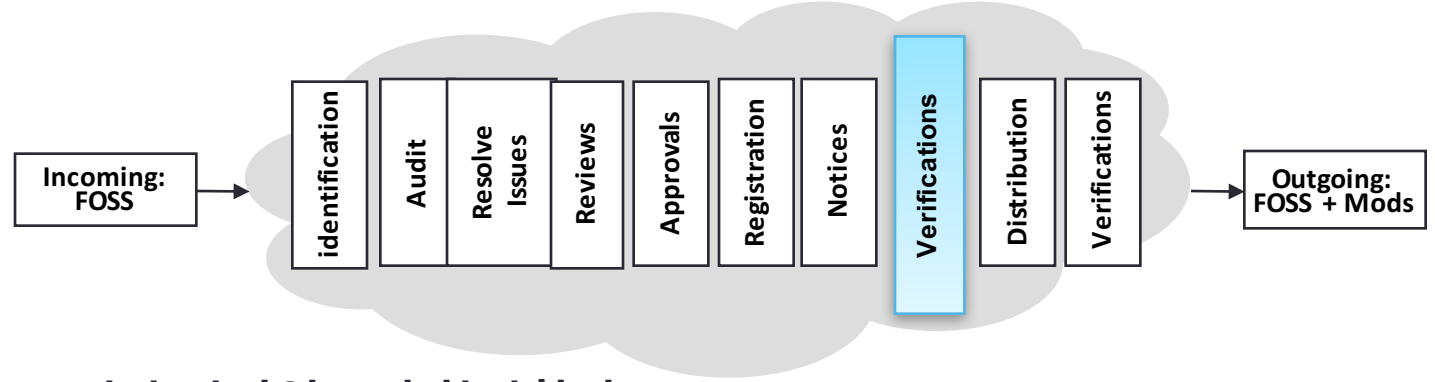 Incoming:
FOSS
identification
Audit
Resolve
Issues
Reviews
Approvals
Registration
Notices
Verifications
Distribution
Verifications
Outgoing:
FOSS + Mods